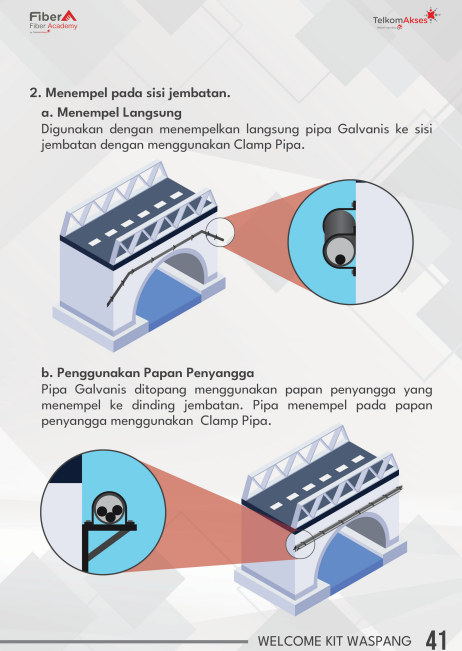 Fiber
Fiber Academy
TelkomAkses
2. Menempel pada sisi jembatan.
a. Menempel Langsung
Digunakan dengan menempelkan langsung pipa Galvanis ke sisi
jembatan dengan menggunakan Clamp Pipa.
b. Penggunakan Papan Penyangga
Pipa Galvanis ditopang menggunakan papan penyangga yang
menempel ke dinding jembatan. Pipa menempel pada papan
penyangga menggunakan Clamp Pipa.
WELCOME KIT WASPANG 41